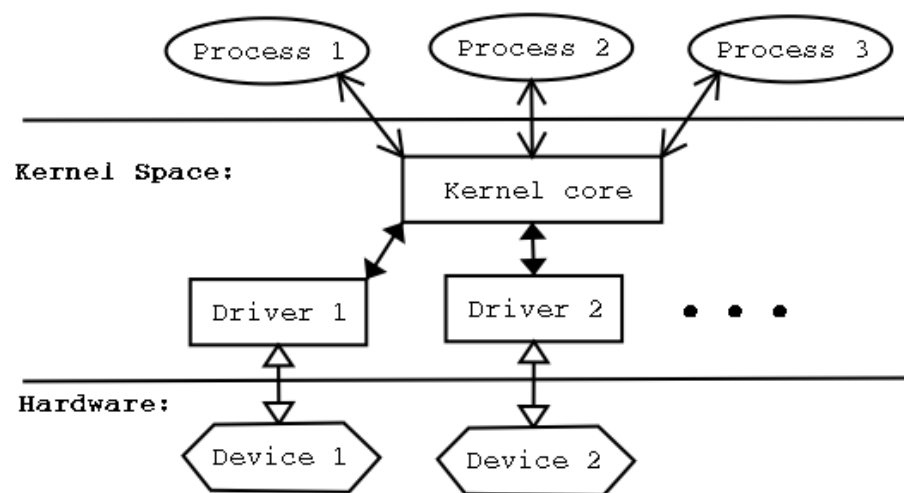 Process 1
Process 2
Process 3
Kernel Space:
Kernel core
Driver 1
Driver 2
Hardware:
Device 1
Device 2